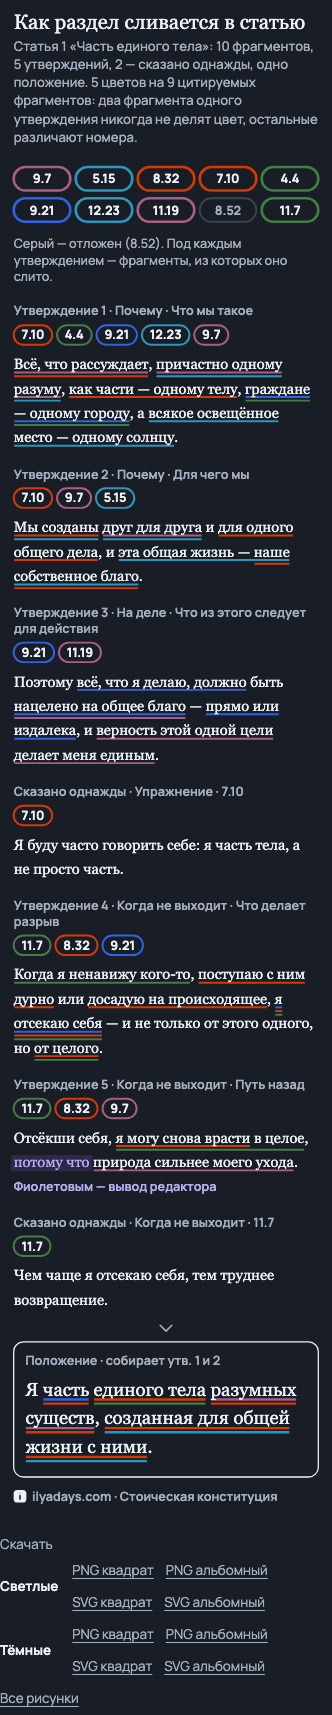 Как раздел сливается в статью
Статья 1 «Часть единого тела»: 10 фрагментов,
5 утверждений, 2 — сказано однажды, одно
положение. 5 цветов на 9 цитируемых
фрагментов: два фрагмента одного
утверждения никогда не делят цвет, остальные
различают номера.
9.7 5.15 8.32 7.10 4.4
9.21 12.23 11.19 8.52 11.7
Серый — отложен (8.52). Под каждым
утверждением — фрагменты, из которых оно
слито.
Утверждение 1 · Почему · Что мы такое
7.10 4.4 9.21 12.23 9.7
Всё, что рассуждает, причастно одному
разуму, как части — одному телу, граждане
— одному городу, а всякое освещённое
место — одному солнцу.
Утверждение 2 · Почему · Для чего мы
7.10 9.7 5.15
Мы созданы друг для друга и для одного
общего дела, и эта общая жизнь — наше
собственное благо.
Утверждение 3 · На деле · Что из этого следует
для действия
9.21 11.19
Поэтому всё, что я делаю, должно быть
нацелено на общее благо — прямо или
издалека, и верность этой одной цели
делает меня единым.
Сказано однажды · Упражнение · 7.10
7.10
Я буду часто говорить себе: я часть тела, а
не просто часть.
Утверждение 4 · Когда не выходит · Что делает
разрыв
11.7 8.32 9.21
Когда я ненавижу кого-то, поступаю с ним
дурно или досадую на происходящее, я
отсекаю себя — и не только от этого одного,
но от целого.
Утверждение 5 · Когда не выходит · Путь назад
11.7 8.32 9.7
Отсёкши себя, я могу снова врасти в целое,
потому что природа сильнее моего ухода.
Фиолетовым — вывод редактора
Сказано однажды · Когда не выходит · 11.7
11.7
Чем чаще я отсекаю себя, тем труднее
возвращение.
Положение · собирает утв. 1 и 2
Я часть единого тела разумных
существ, созданная для общей
жизни с ними.
ilyadays.com · Стоическая конституция
Скачать
Светлые
PNG квадрат PNG альбомный
SVG квадрат SVG альбомный
Тёмные
PNG квадрат PNG альбомный
SVG квадрат SVG альбомный
Все рисунки